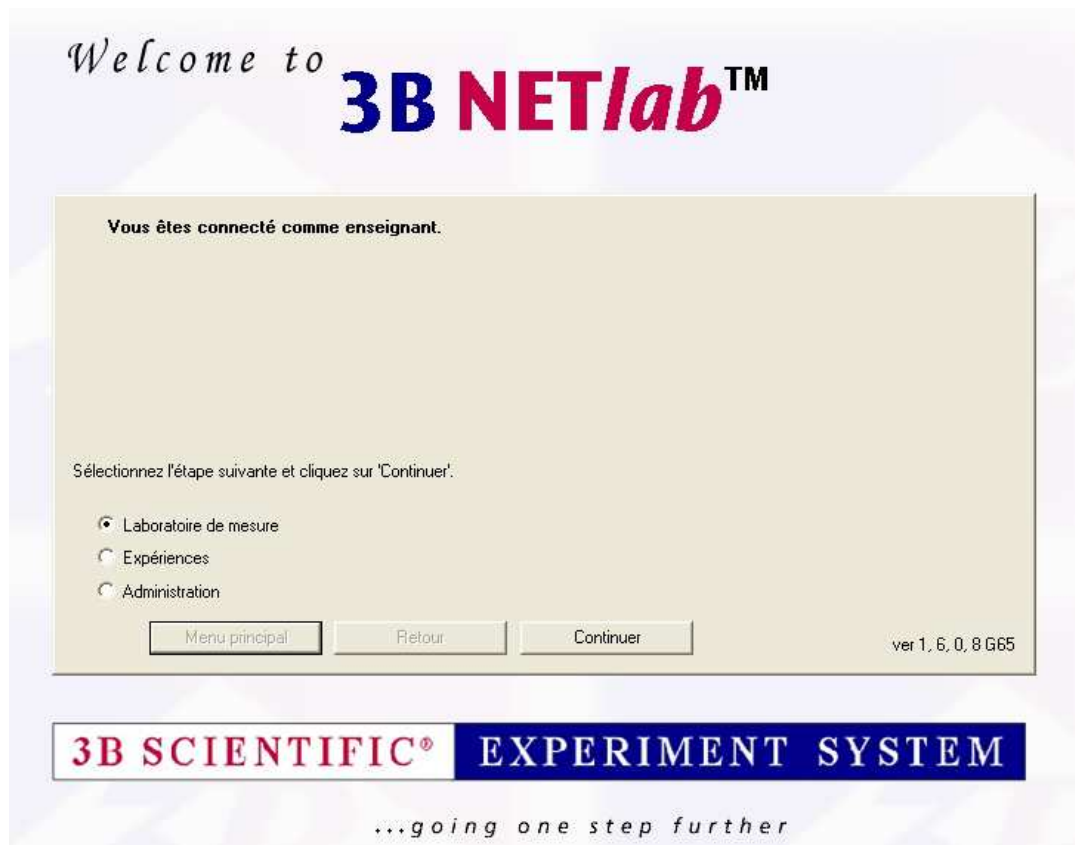 Welcome to
3B NETlab™
Vous êtes connecté comme enseignant.
Sélectionnez l'étape suivante et cliquez sur 'Continuer'.
Laboratoire de mesure
Expériences
Administration
Menu principal Retour Continuer ver 1, 6, 0, 8 G65
3B SCIENTIFIC® EXPERIMENT SYSTEM
...going one step further